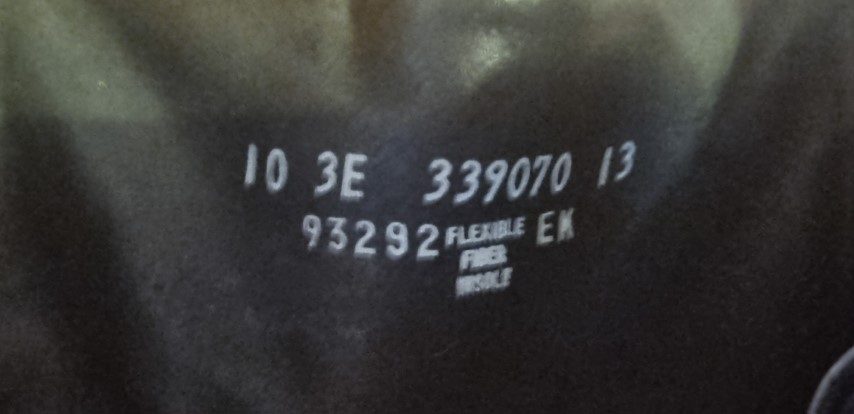 10 3E 339070 13
93292 FLEXIBLE EK
FIBER
INSOLE